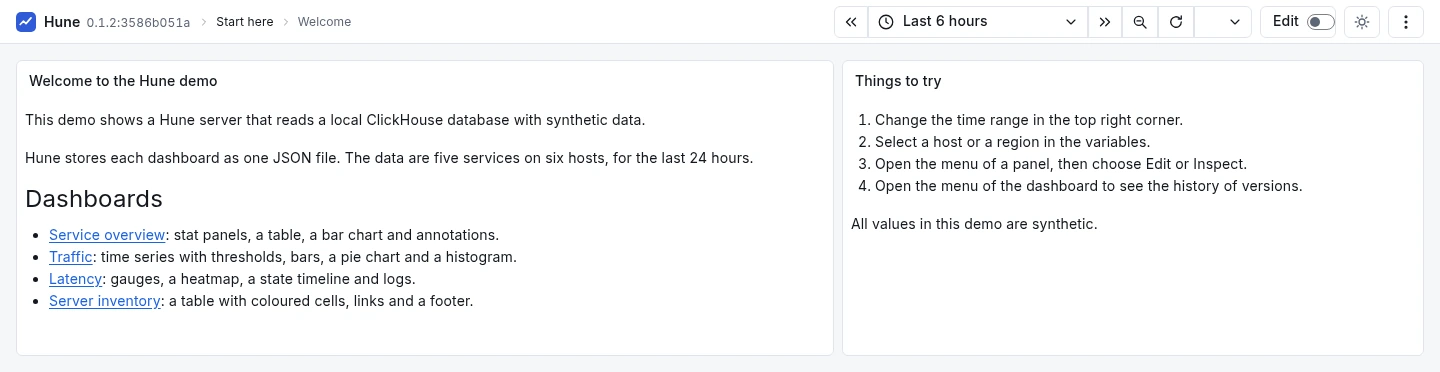 Hune 0.1.2:3586b051a Start here Welcome
Last 6 hours
Edit
Welcome to the Hune demo
This demo shows a Hune server that reads a local ClickHouse database with synthetic data.
Hune stores each dashboard as one JSON file. The data are five services on six hosts, for the last 24 hours.
Dashboards
Service overview: stat panels, a table, a bar chart and annotations.
Traffic: time series with thresholds, bars, a pie chart and a histogram.
Latency: gauges, a heatmap, a state timeline and logs.
Server inventory: a table with coloured cells, links and a footer.
Things to try
1. Change the time range in the top right corner.
2. Select a host or a region in the variables.
3. Open the menu of a panel, then choose Edit or Inspect.
4. Open the menu of the dashboard to see the history of versions.
All values in this demo are synthetic.